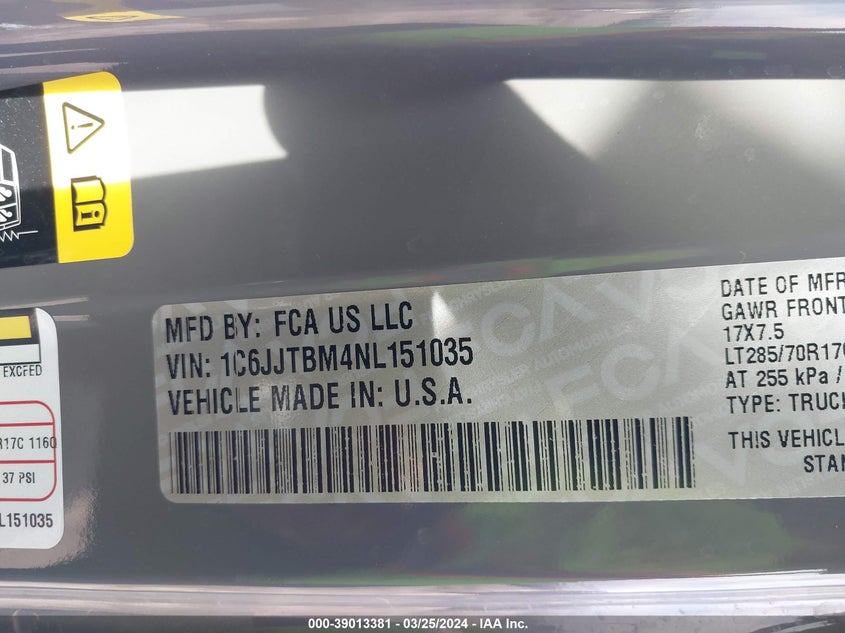 EXCEED
R17C 116Q
37 PSI
L151035
MFD BY: FCA US LLC
VIN: 1C6JJTBM4NL151035
VEHICLE MADE IN: U.S.A.
DATE OF MFR
GAWR FRONT
17X7.5
LT285/70R17C
AT 255 kPa /
TYPE: TRUCK
THIS VEHICL
STAN
000-39013381 - 03/25/2024 - IAA Inc.